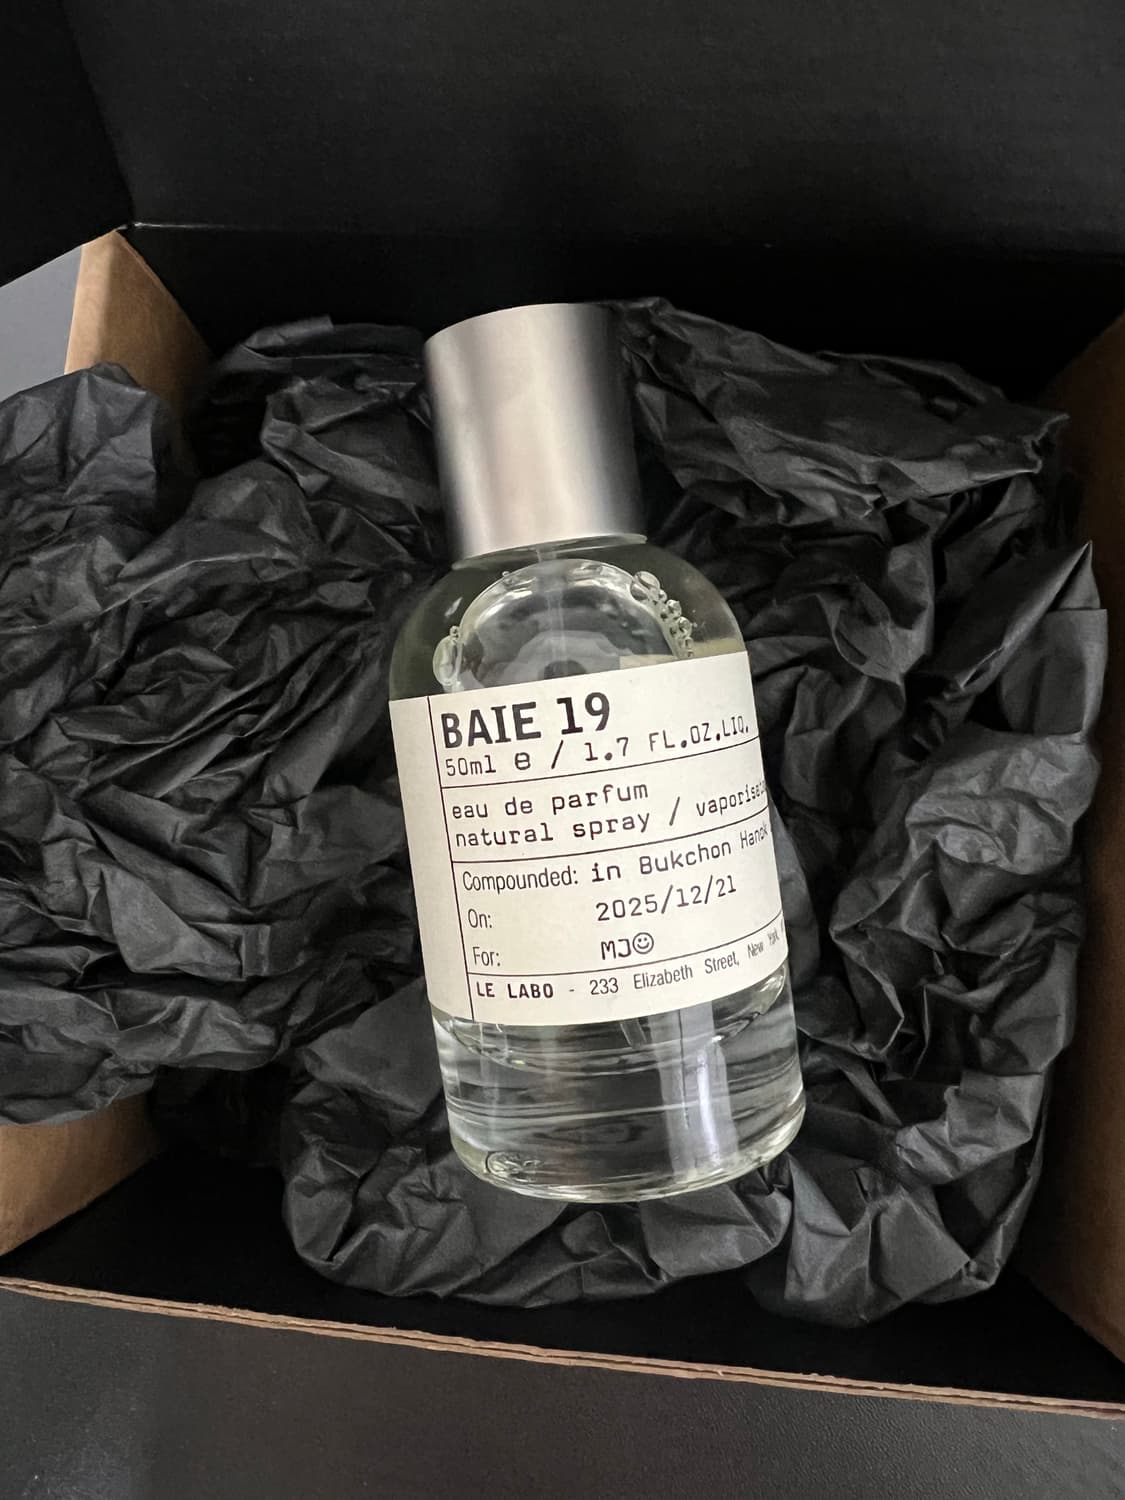 BAIE 19
50ml e / 1.7 FL.OZ.LIQ.
eau de parfum
natural spray /
Compounded: in Bukchon
On: 2025/12/21
For: MJ☺
LE LABO - 233 Elizabeth Street, New York